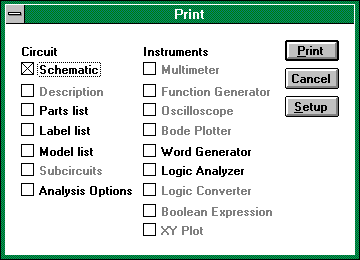 Print
Circuit
Schematic
Description
Parts list
Label list
Model list
Subcircuits
Analysis Options
Instruments
Multimeter
Function Generator
Oscilloscope
Bode Plotter
Word Generator
Logic Analyzer
Logic Converter
Boolean Expression
XY Plot
Print
Cancel
Setup